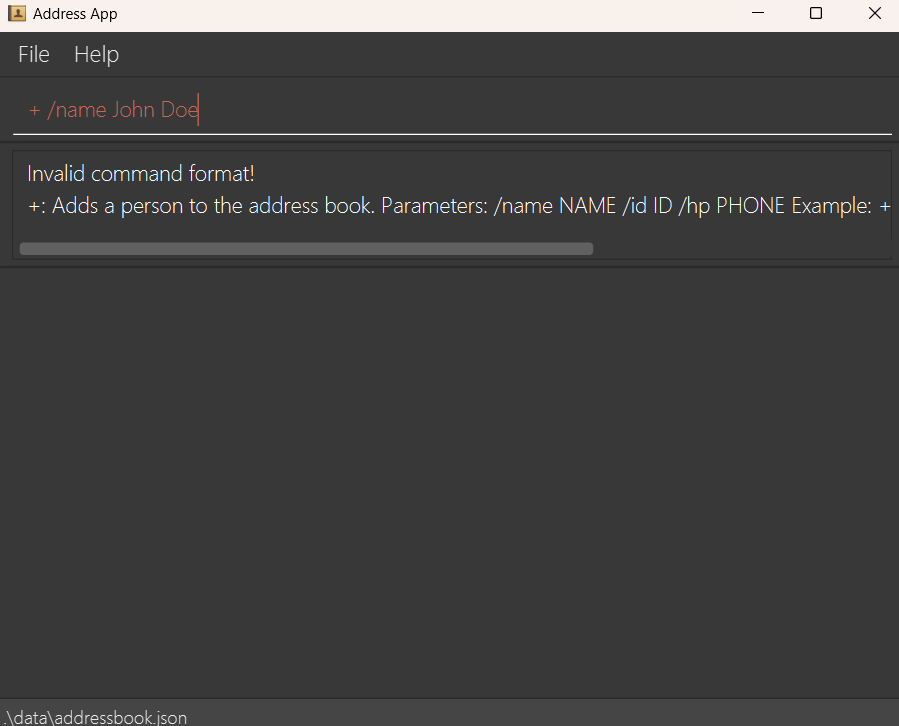 Address App
File Help
+ /name John Doe
Invalid command format!
+: Adds a person to the address book. Parameters: /name NAME /id ID /hp PHONE Example: +
.\data\addressbook.json